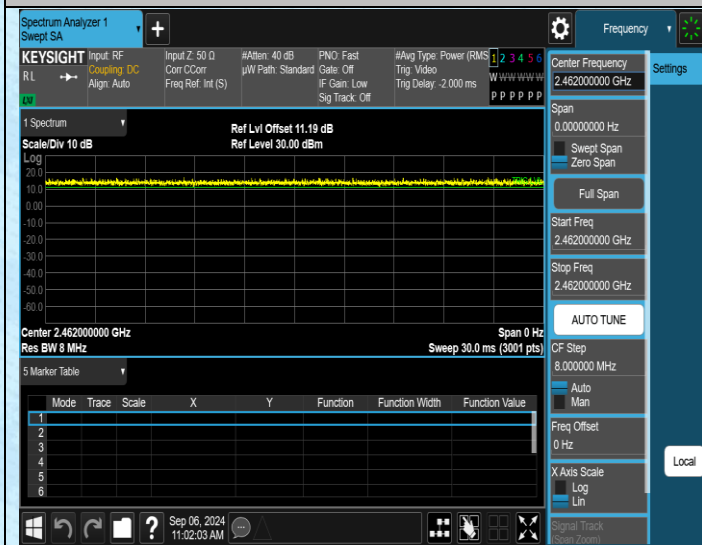 Spectrum Analyzer 1
Swept SA
Frequency
KEYSIGHT
RL
LXI
Input: RF
Coupling: DC
Align: Auto
Input Z: 50 Ω
Corr CCorr
Freq Ref: Int (S)
#Atten: 40 dB
µW Path: Standard
PNO: Fast
Gate: Off
IF Gain: Low
Sig Track: Off
#Avg Type: Power (RMS
Trig: Video
Trig Delay: -2.000 ms
1 2 3 4 5 6
W W W W W W
P P P P P P
Center Frequency
2.462000000 GHz
Settings
Span
0.00000000 Hz
Swept Span
Zero Span
Full Span
Start Freq
2.462000000 GHz
Stop Freq
2.462000000 GHz
AUTO TUNE
CF Step
8.000000 MHz
Auto
Man
Freq Offset
0 Hz
X Axis Scale
Log
Lin
Signal Track
(Span Zoom)
Local
1 Spectrum
Scale/Div 10 dB
Ref Lvl Offset 11.19 dB
Ref Level 30.00 dBm
Log
20.0
10.0
0.00
-10.0
-20.0
-30.0
-40.0
-50.0
-60.0
Center 2.462000000 GHz
Span 0 Hz
Res BW 8 MHz
Sweep 30.0 ms (3001 pts)
5 Marker Table
Mode Trace Scale X Y Function Function Width Function Value
1
2
3
4
5
6
?
Sep 06, 2024
11:02:03 AM